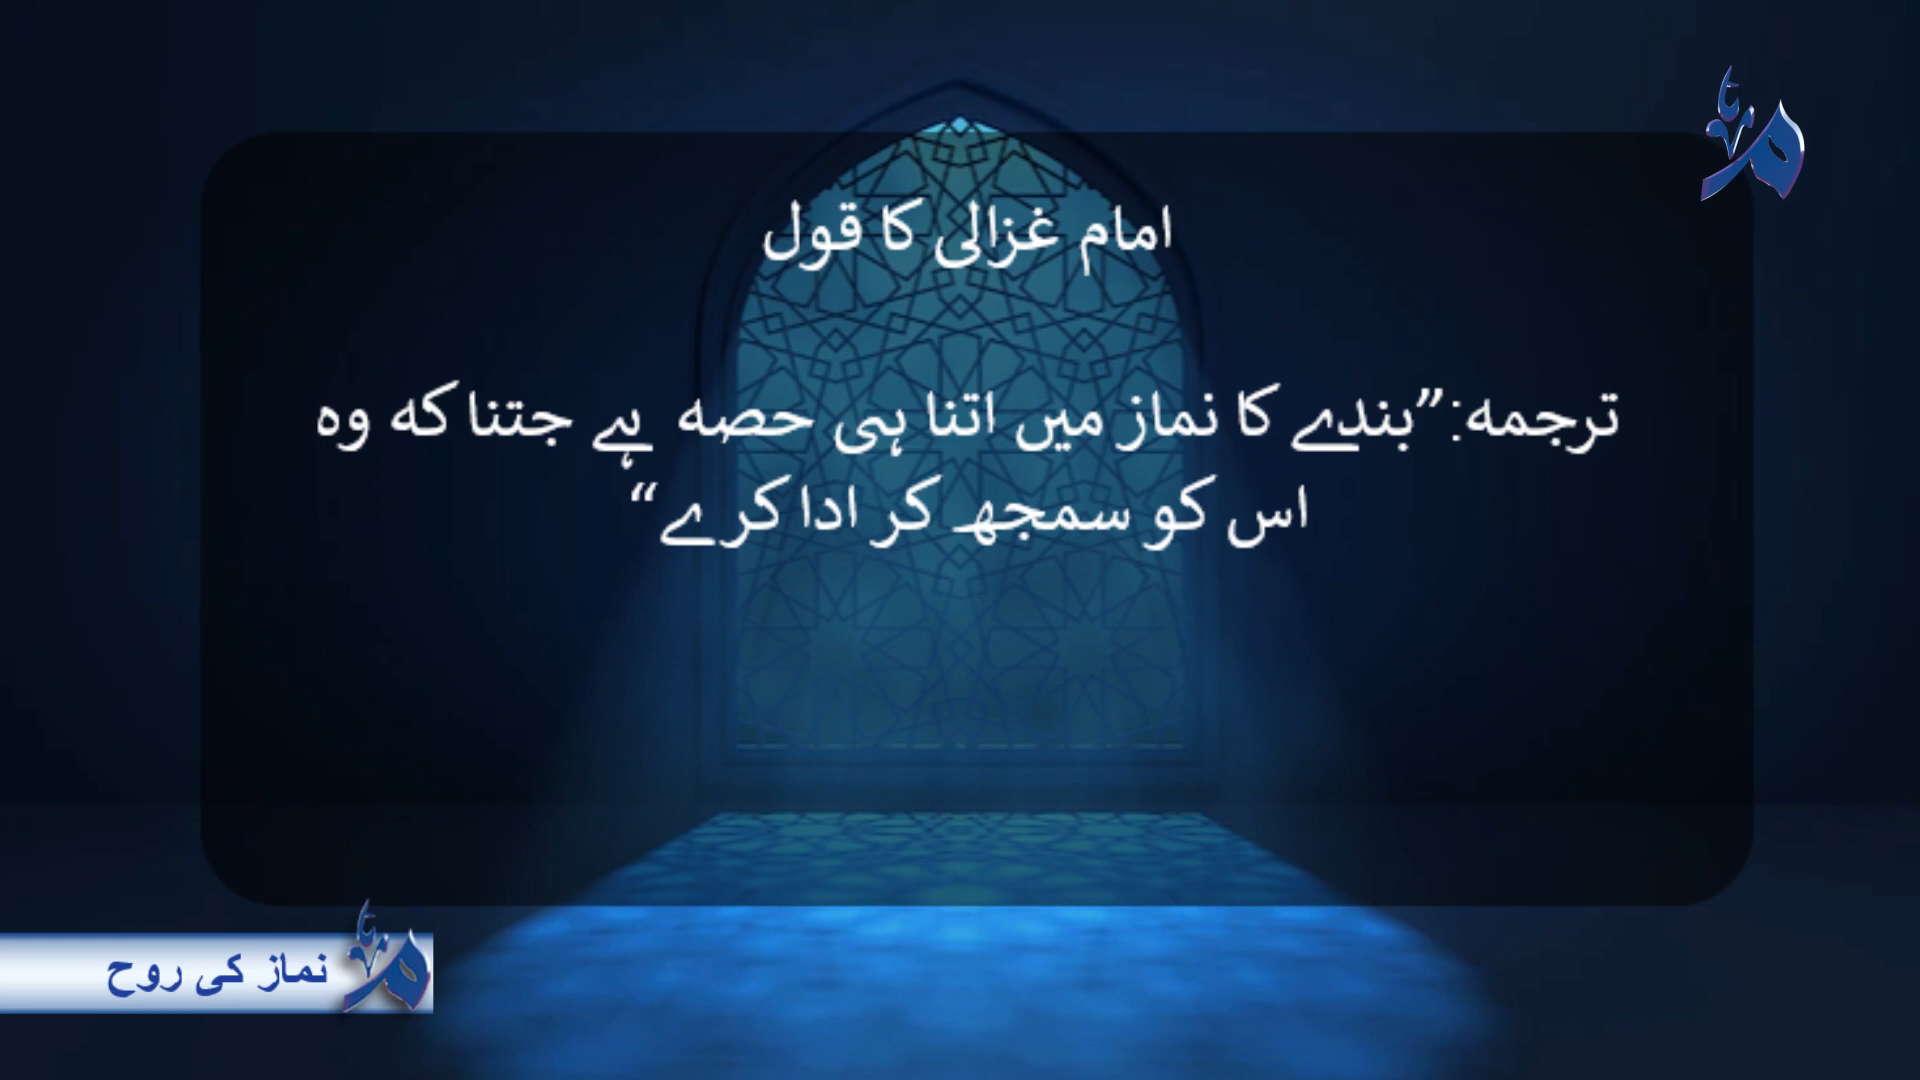 امام غزالی کا قول
ترجمہ:”بندے کا نماز میں اتنا ہی حصہ ہے جتنا کہ وہ
اس کو سمجھ کر ادا کرے“
نماز کی روح